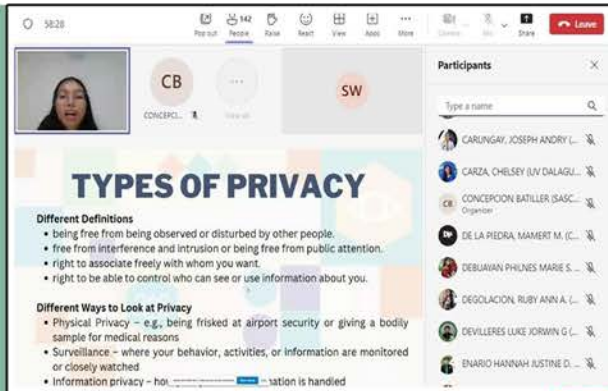 58:28
142
Pop out People Raise React View Apps More Camera Mic Share Leave
CB
CONCEPCI...
View all
SW
Participants
Type a name
CARUNGAY, JOSEPH ANDRY (...
CARZA, CHELSEY (UV DALAGU...
CB CONCEPCION BATILLER (SASC...
Organizer
DE LA PIEDRA, MAMERT M. (C...
DEBUAYAN PHILNES MARIE S. ...
DEGOLACION, RUBY ANN A. (...
DEVILLERES LUKE JORWIN G (...
ENARIO HANNAH JUSTINE D. ...
TYPES OF PRIVACY
Different Definitions
• being free from being observed or disturbed by other people.
• free from interference and intrusion or being free from public attention.
• right to associate freely with whom you want.
• right to be able to control who can see or use information about you.
Different Ways to Look at Privacy
• Physical Privacy – e.g., being frisked at airport security or giving a bodily
sample for medical reasons
• Surveillance – where your behavior, activities, or information are monitored
or closely watched
• Information privacy – is handled